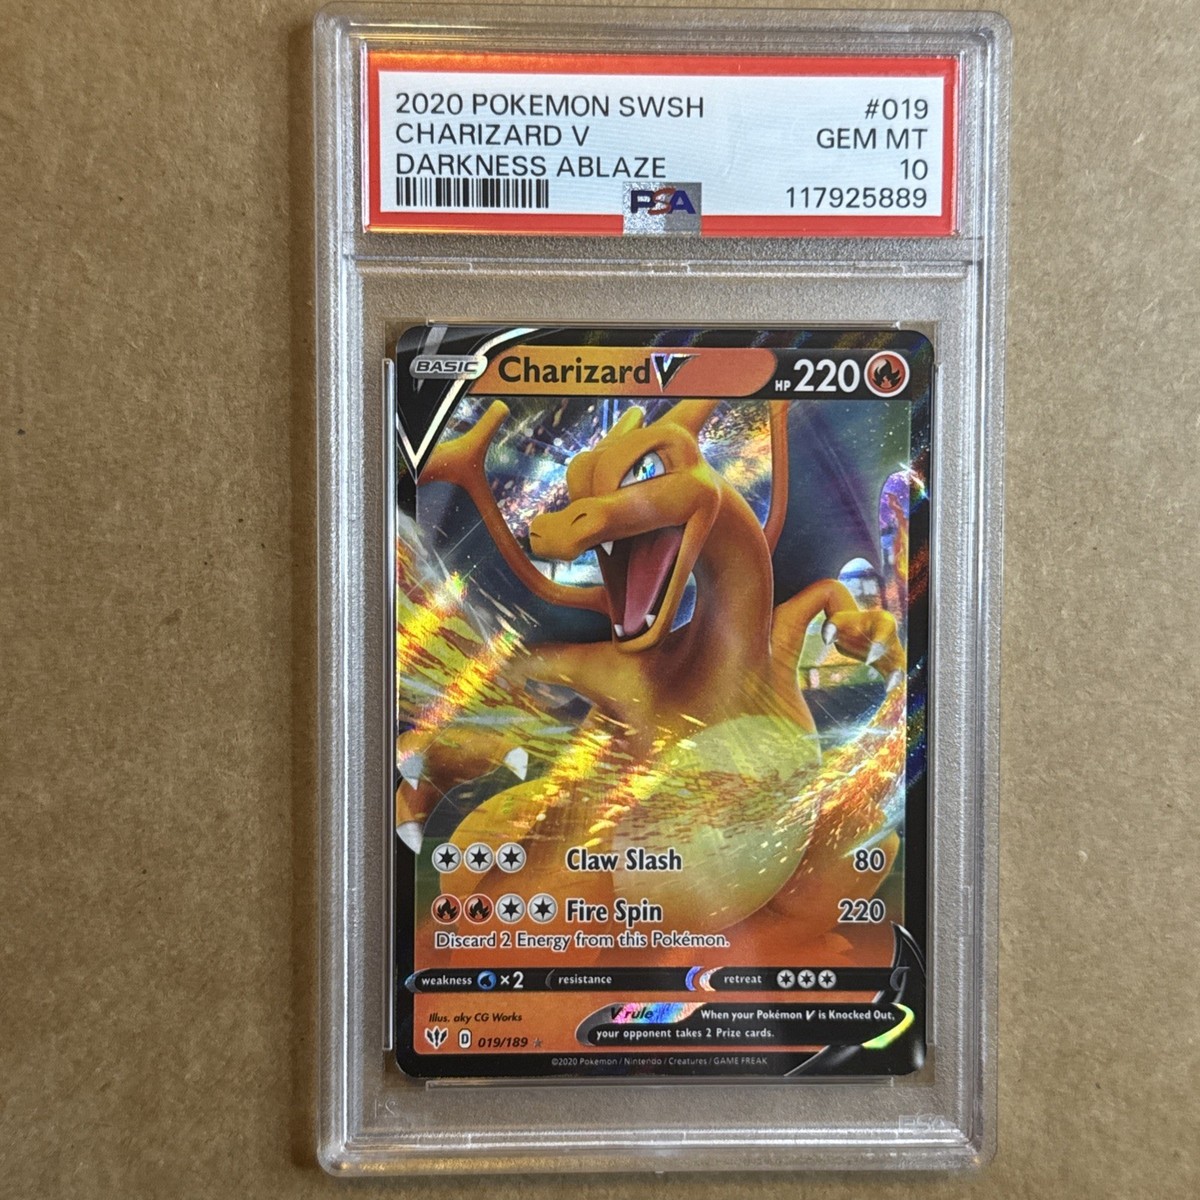 2020 POKEMON SWSH #019
CHARIZARD V GEM MT
DARKNESS ABLAZE 10
PSA 117925889
BASIC Charizard V HP 220
Claw Slash 80
Fire Spin 220
Discard 2 Energy from this Pokémon.
weakness ×2 resistance retreat
Illus. aky CG Works V rule When your Pokémon V is Knocked Out,
your opponent takes 2 Prize cards.
D 019/189
©2020 Pokémon / Nintendo / Creatures / GAME FREAK
PSA